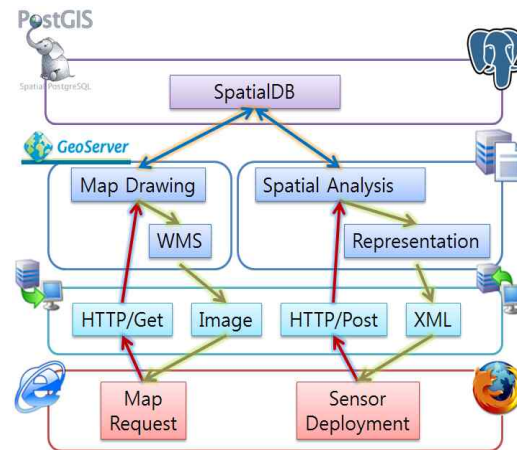 PostGIS
Spatial PostgreSQL
SpatialDB
GeoServer
Map Drawing
Spatial Analysis
WMS
Representation
HTTP/Get
Image
HTTP/Post
XML
Map
Request
Sensor
Deployment